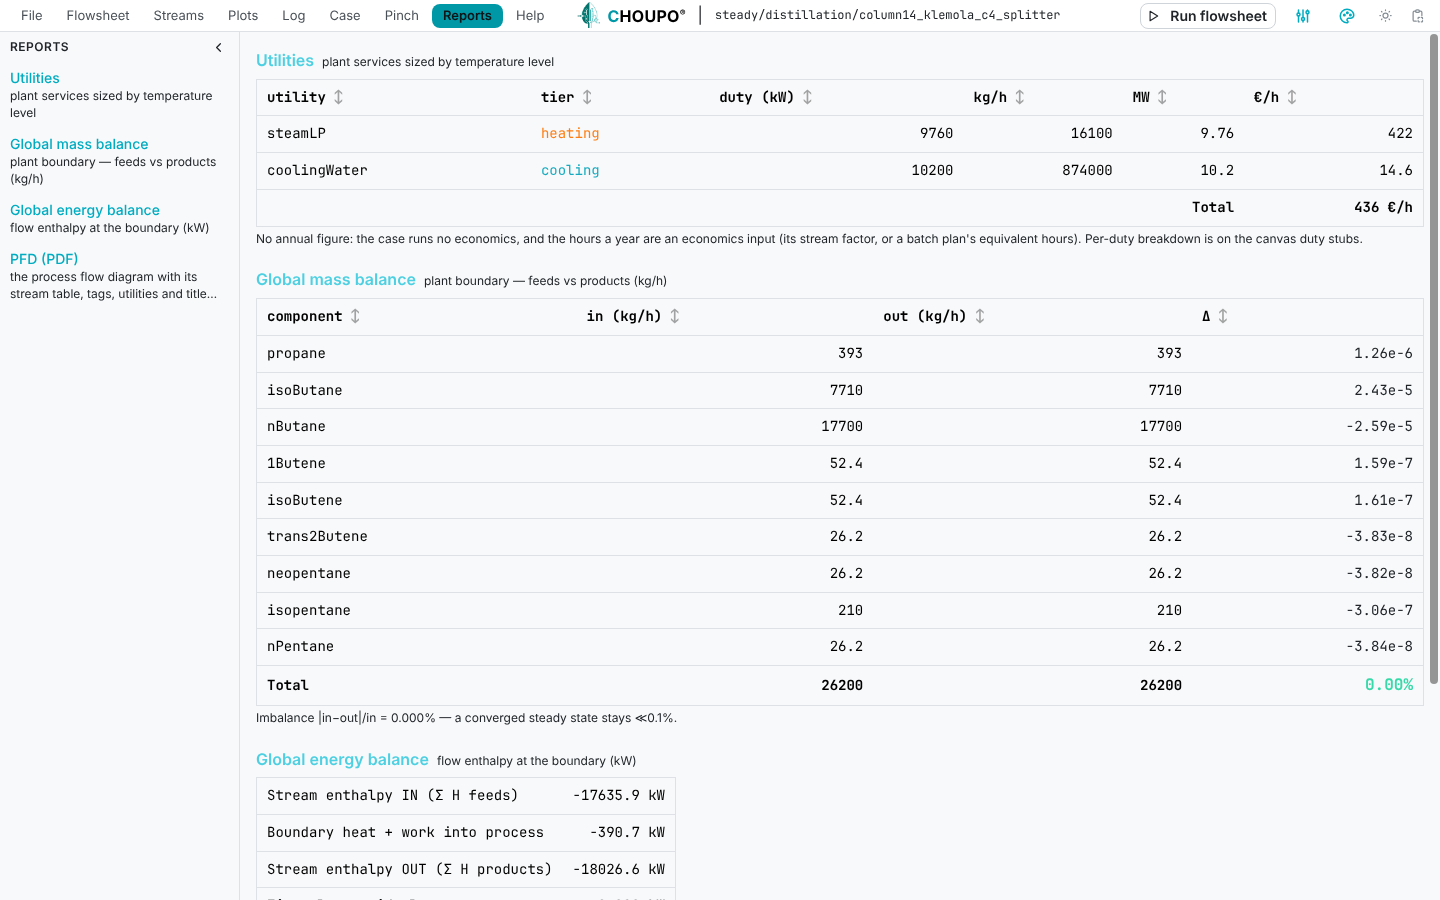 File Flowsheet Streams Plots Log Case Pinch Reports Help CHOUPO® steady/distillation/column14_klemola_c4_splitter Run flowsheet
REPORTS
Utilities
plant services sized by temperature
level
Global mass balance
plant boundary — feeds vs products
(kg/h)
Global energy balance
flow enthalpy at the boundary (kW)
PFD (PDF)
the process flow diagram with its
stream table, tags, utilities and title...
Utilities plant services sized by temperature level
utility tier duty (kW) kg/h MW €/h
steamLP heating 9760 16100 9.76 422
coolingWater cooling 10200 874000 10.2 14.6
Total 436 €/h
No annual figure: the case runs no economics, and the hours a year are an economics input (its stream factor, or a batch plan's equivalent hours). Per-duty breakdown is on the canvas duty stubs.
Global mass balance plant boundary — feeds vs products (kg/h)
component in (kg/h) out (kg/h) Δ
propane 393 393 1.26e-6
isoButane 7710 7710 2.43e-5
nButane 17700 17700 -2.59e-5
1Butene 52.4 52.4 1.59e-7
isoButene 52.4 52.4 1.61e-7
trans2Butene 26.2 26.2 -3.83e-8
neopentane 26.2 26.2 -3.82e-8
isopentane 210 210 -3.06e-7
nPentane 26.2 26.2 -3.84e-8
Total 26200 26200 0.00%
Imbalance |in−out|/in = 0.000% — a converged steady state stays ≪0.1%.
Global energy balance flow enthalpy at the boundary (kW)
Stream enthalpy IN (Σ H feeds) -17635.9 kW
Boundary heat + work into process -390.7 kW
Stream enthalpy OUT (Σ H products) -18026.6 kW